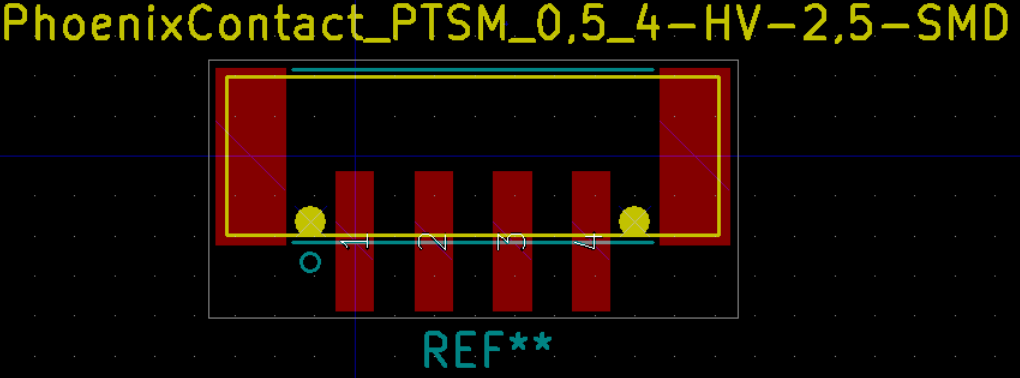 PhoenixContact_PTSM_0,5_4-HV-2,5-SMD
1 2 3 4
REF**